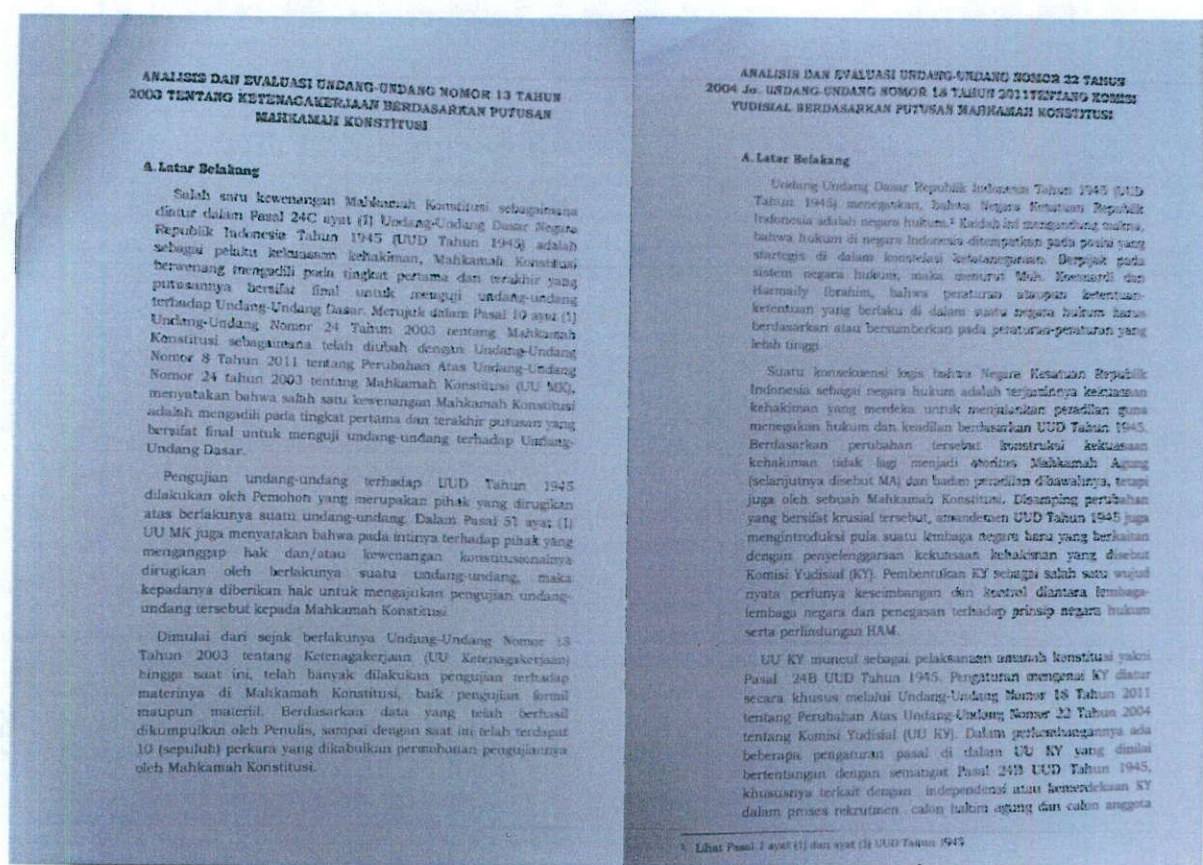 ANALISIS DAN EVALUASI UNDANG-UNDANG NOMOR 13 TAHUN
2003 TENTANG KETENAGAKERJAAN BERDASARKAN PUTUSAN
MAHKAMAH KONSTITUSI
A. Latar Belakang
Salah satu kewenangan Mahkamah Konstitusi sebagaimana
diatur dalam Pasal 24C ayat (1) Undang-Undang Dasar Negara
Republik Indonesia Tahun 1945 (UUD Tahun 1945) adalah
sebagai pelaku kekuasaan kehakiman, Mahkamah Konstitusi
berwenang mengadili pada tingkat pertama dan terakhir yang
putusannya bersifat final untuk menguji undang-undang
terhadap Undang-Undang Dasar. Merujuk dalam Pasal 10 ayat (1)
Undang-Undang Nomor 24 Tahun 2003 tentang Mahkamah
Konstitusi sebagaimana telah diubah dengan Undang-Undang
Nomor 8 Tahun 2011 tentang Perubahan Atas Undang-Undang
Nomor 24 tahun 2003 tentang Mahkamah Konstitusi (UU MK),
menyatakan bahwa salah satu kewenangan Mahkamah Konstitusi
adalah mengadili pada tingkat pertama dan terakhir putusan yang
bersifat final untuk menguji undang-undang terhadap Undang-
Undang Dasar.
Pengujian undang-undang terhadap UUD Tahun 1945
dilakukan oleh Pemohon yang merupakan pihak yang dirugikan
atas berlakunya suatu undang-undang. Dalam Pasal 51 ayat (1)
UU MK juga menyatakan bahwa pada intinya terhadap pihak yang
menganggap hak dan/atau kewenangan konstitusionalnya
dirugikan oleh berlakunya suatu undang-undang, maka
kepadanya diberikan hak untuk mengajukan pengujian undang-
undang tersebut kepada Mahkamah Konstitusi.
Dimulai dari sejak berlakunya Undang-Undang Nomor 13
Tahun 2003 tentang Ketenagakerjaan (UU Ketenagakerjaan)
hingga saat ini, telah banyak dilakukan pengujian terhadap
materinya di Mahkamah Konstitusi, baik pengujian formil
maupun materiil. Berdasarkan data yang telah berhasil
dikumpulkan oleh Penulis, sampai dengan saat ini telah terdapat
10 (sepuluh) perkara yang dikabulkan permohonan pengujiannya
oleh Mahkamah Konstitusi.
ANALISIS DAN EVALUASI UNDANG-UNDANG NOMOR 22 TAHUN
2004 Jo. UNDANG-UNDANG NOMOR 18 TAHUN 2011TENTANG KOMISI
YUDISIAL BERDASARKAN PUTUSAN MAHKAMAH KONSTITUSI
A. Latar Belakang
Undang-Undang Dasar Republik Indonesia Tahun 1945 (UUD
Tahun 1945) menegaskan, bahwa Negara Kesatuan Republik
Indonesia adalah negara hukum.¹ Kaidah ini mengandung makna,
bahwa hukum di negara Indonesia ditempatkan pada posisi yang
startegis di dalam konstelasi ketatanegaraan. Berpijak pada
sistem negara hukum, maka menurut Moh. Koesnardi dan
Harmaily Ibrahim, bahwa peraturan ataupun ketentuan-
ketentuan yang berlaku di dalam suatu negara hukum harus
berdasarkan atau bersumberkan pada peraturan-peraturan yang
lebih tinggi.
Suatu konsekuensi logis bahwa Negara Kesatuan Republik
Indonesia sebagai negara hukum adalah terjaminnya kekuasaan
kehakiman yang merdeka untuk menjalankan peradilan guna
menegakan hukum dan keadilan berdasarkan UUD Tahun 1945.
Berdasarkan perubahan tersebut konstruksi kekuasaan
kehakiman tidak lagi menjadi otoritas Mahkamah Agung
(selanjutnya disebut MA) dan badan peradilan dibawahnya, tetapi
juga oleh sebuah Mahkamah Konstitusi. Disamping perubahan
yang bersifat krusial tersebut, amandemen UUD Tahun 1945 juga
mengintroduksi pula suatu lembaga negara baru yang berkaitan
dengan penyelenggaraan kekuasaan kehakiman yang disebut
Komisi Yudisial (KY). Pembentukan KY sebagai salah satu wujud
nyata perlunya keseimbangan dan kontrol diantara lembaga-
lembaga negara dan penegasan terhadap prinsip negara hukum
serta perlindungan HAM.
UU KY muncul sebagai pelaksanaan amanah konstitusi yakni
Pasal 24B UUD Tahun 1945. Pengaturan mengenai KY diatur
secara khusus melalui Undang-Undang Nomor 18 Tahun 2011
tentang Perubahan Atas Undang-Undang Nomor 22 Tahun 2004
tentang Komisi Yudisial (UU KY). Dalam perkembangannya ada
beberapa pengaturan pasal di dalam UU KY yang dinilai
bertentangan dengan semangat Pasal 24B UUD Tahun 1945,
khususnya terkait dengan independensi atau kemerdekaan KY
dalam proses rekrutmen calon hakim agung dan calon anggota
¹ Lihat Pasal 1 ayat (1) dan ayat (3) UUD Tahun 1945